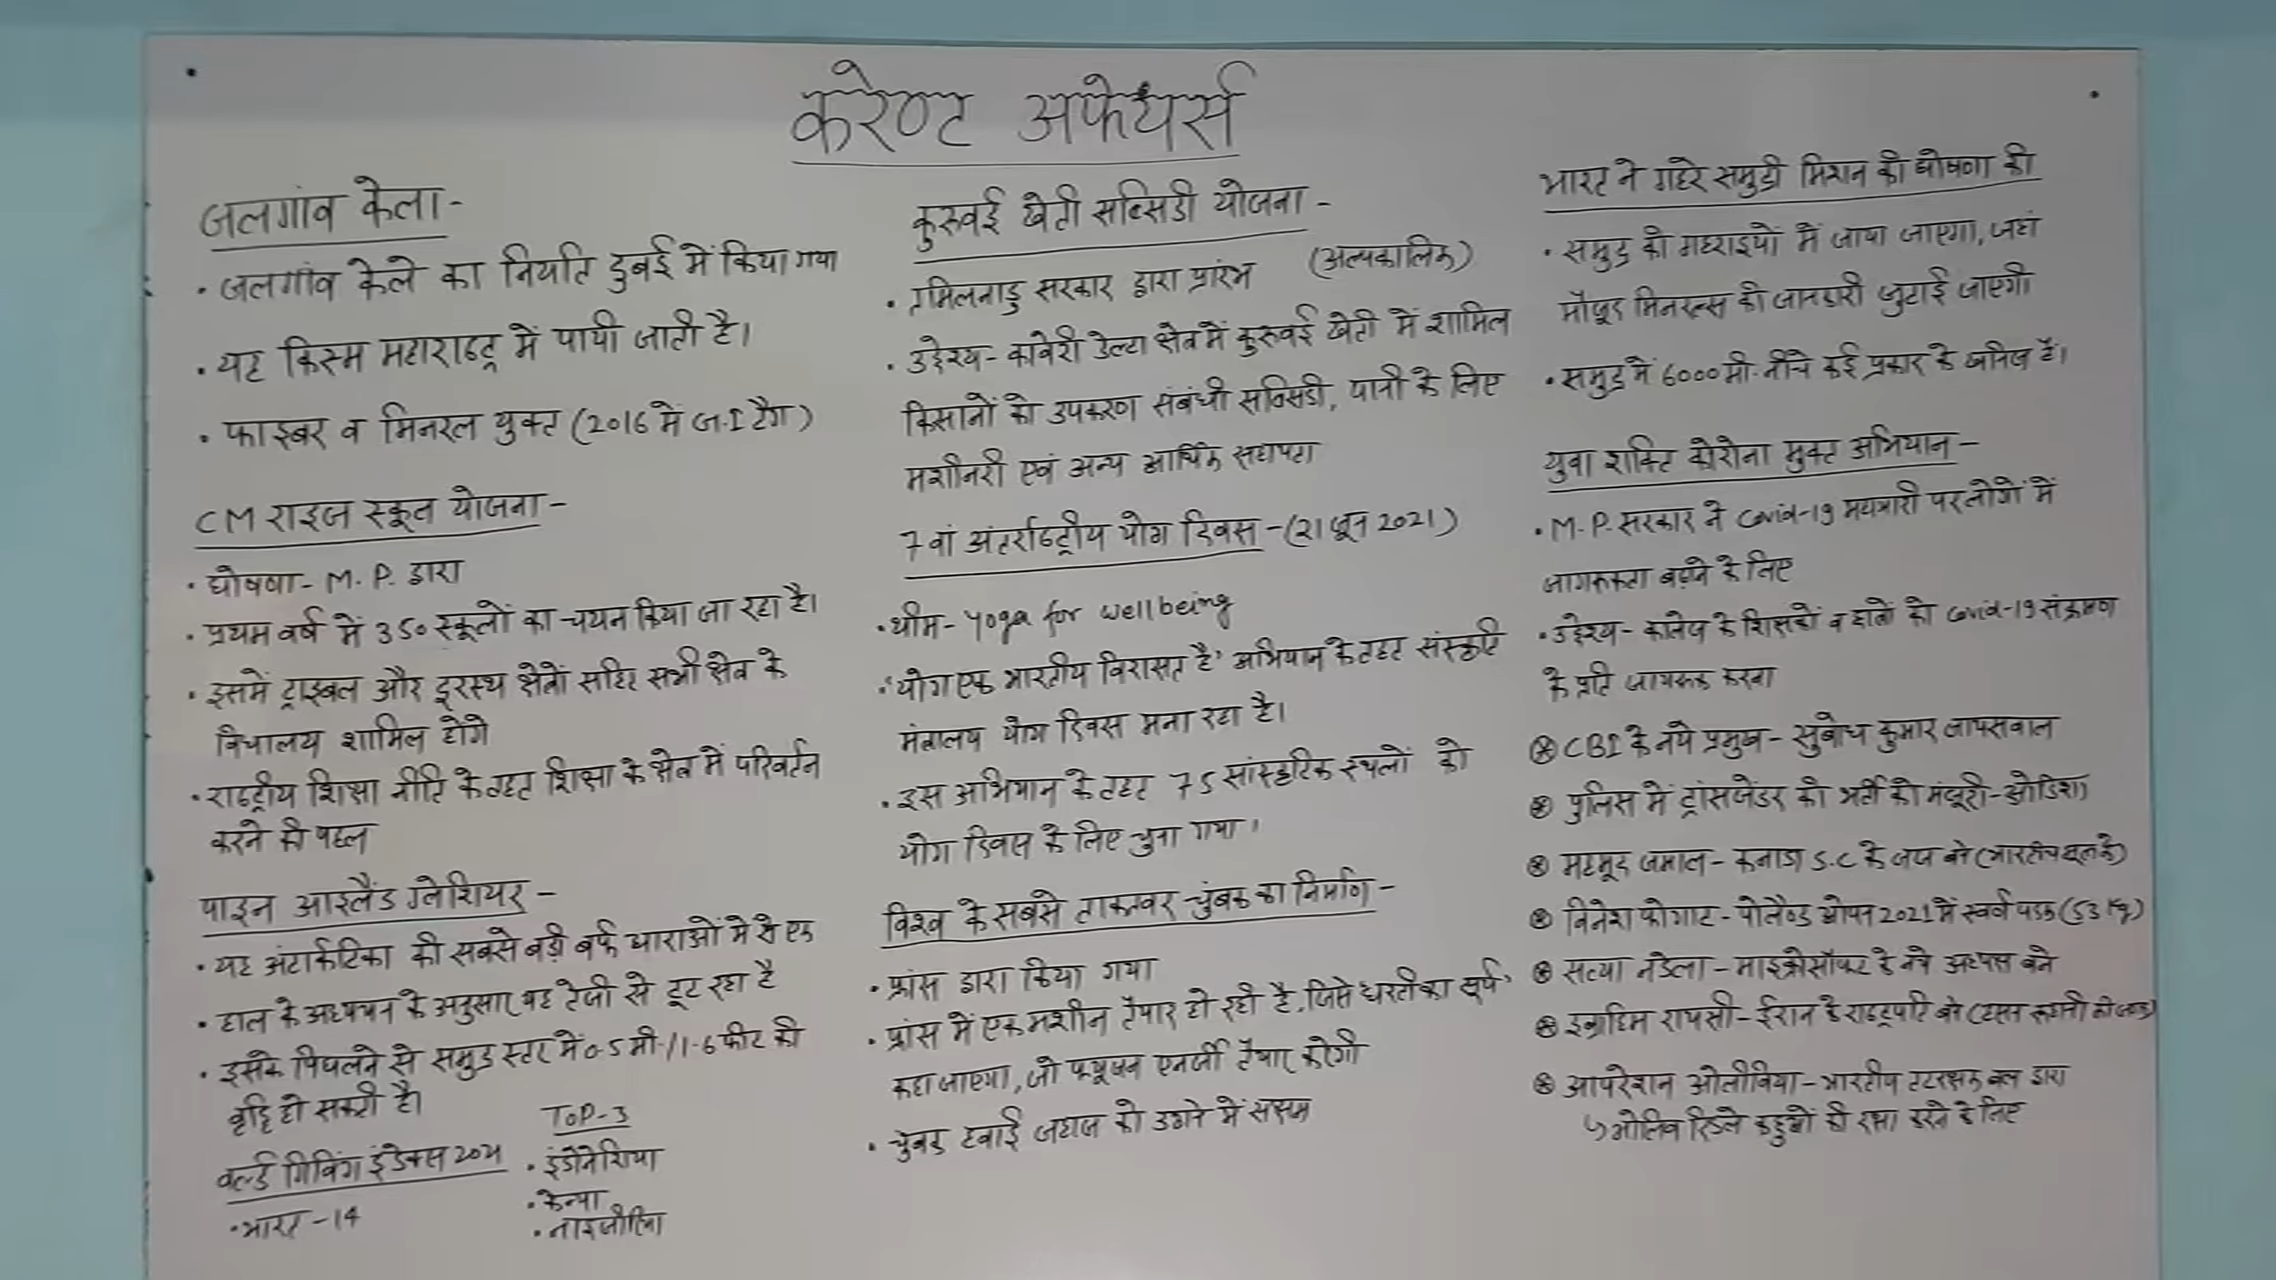 करेण्ट अफेयर्स
जलगांव केला-
• जलगांव केले का निर्यात दुबई में किया गया
• यह किस्म महाराष्ट्र में पायी जाती है।
• फाइबर व मिनरल युक्त (2016 में G.I टैग)
CM राइज स्कूल योजना-
• घोषणा- M.P. द्वारा
• प्रथम वर्ष में 350 स्कूलों का चयन किया जा रहा है।
• इसमें ट्राइबल और दूरस्थ क्षेत्रों सहित सभी क्षेत्र के
विद्यालय शामिल होंगे
• राष्ट्रीय शिक्षा नीति के तहत शिक्षा के क्षेत्र में परिवर्तन
करने की पहल
पाइन आइलैंड ग्लेशियर-
• यह अंटार्कटिका की सबसे बड़ी बर्फ धाराओं में से एक
• हाल के अध्ययन के अनुसार यह तेजी से टूट रहा है
• इसके पिघलने से समुद्र स्तर में 0.5 मी./1.6 फीट की
वृद्धि हो सकती है।
वर्ल्ड गिविंग इंडेक्स 2021
• भारत -14
TOP-3
• इंडोनेशिया
• केन्या
• नाइजीरिया
कुरुवई खेती सब्सिडी योजना-
(अल्पकालिक)
• तमिलनाडु सरकार द्वारा प्रारंभ
• उद्देश्य- कावेरी डेल्टा क्षेत्र में कुरुवई खेती में शामिल
किसानों को उपकरण संबंधी सब्सिडी, पानी के लिए
मशीनरी एवं अन्य आर्थिक सहायता
7 वां अंतर्राष्ट्रीय योग दिवस-(21 जून 2021)
• थीम- Yoga for wellbeing
• 'योग एक भारतीय विरासत है' अभियान के तहत संस्कृति
मंत्रालय योग दिवस मना रहा है।
• इस अभियान के तहत 75 सांस्कृतिक स्थलों को
योग दिवस के लिए चुना गया।
विश्व के सबसे ताकतवर चुंबक का निर्माण-
• फ्रांस द्वारा किया गया
• फ्रांस में एक मशीन तैयार हो रही है, जिसे धरती का सूर्य'
कहा जाएगा, जो फ्यूजन एनर्जी तैयार करेगी
• चुंबक हवाई जहाज को उठाने में सक्षम
भारत ने गहरे समुद्री मिशन की घोषणा की
• समुद्र की गहराइयों में जाया जाएगा, जहां
मौजूद मिनरल्स की जानकारी जुटाई जाएगी
• समुद्र में 6000 मी. नीचे कई प्रकार के खनिज हैं।
युवा शक्ति कोरोना मुक्त अभियान-
• M.P. सरकार ने Covid-19 महामारी पर लोगों में
जागरूकता बढ़ाने के लिए
• उद्देश्य- कालेज के शिक्षकों व छात्रों को Covid-19 संक्रमण
के प्रति जागरूक करना
⊛ CBI के नये प्रमुख- सुबोध कुमार जायसवाल
⊛ पुलिस में ट्रांसजेंडर की भर्ती को मंजूरी-ओडिशा
⊛ महमूद जमाल- कनाडा S.C के जज बने (भारतीय मूल के)
⊛ विनेश फोगाट- पोलैण्ड ओपन 2021 में स्वर्ण पदक (53 kg)
⊛ सत्या नडेला- माइक्रोसॉफ्ट के नये अध्यक्ष बने
⊛ इब्राहिम रायसी- ईरान के राष्ट्रपति बने (हसन रूहानी की जगह)
⊛ आपरेशन ओलीविया- भारतीय तटरक्षक बल द्वारा
↳ ओलिव रिडले कछुओं की रक्षा करने के लिए